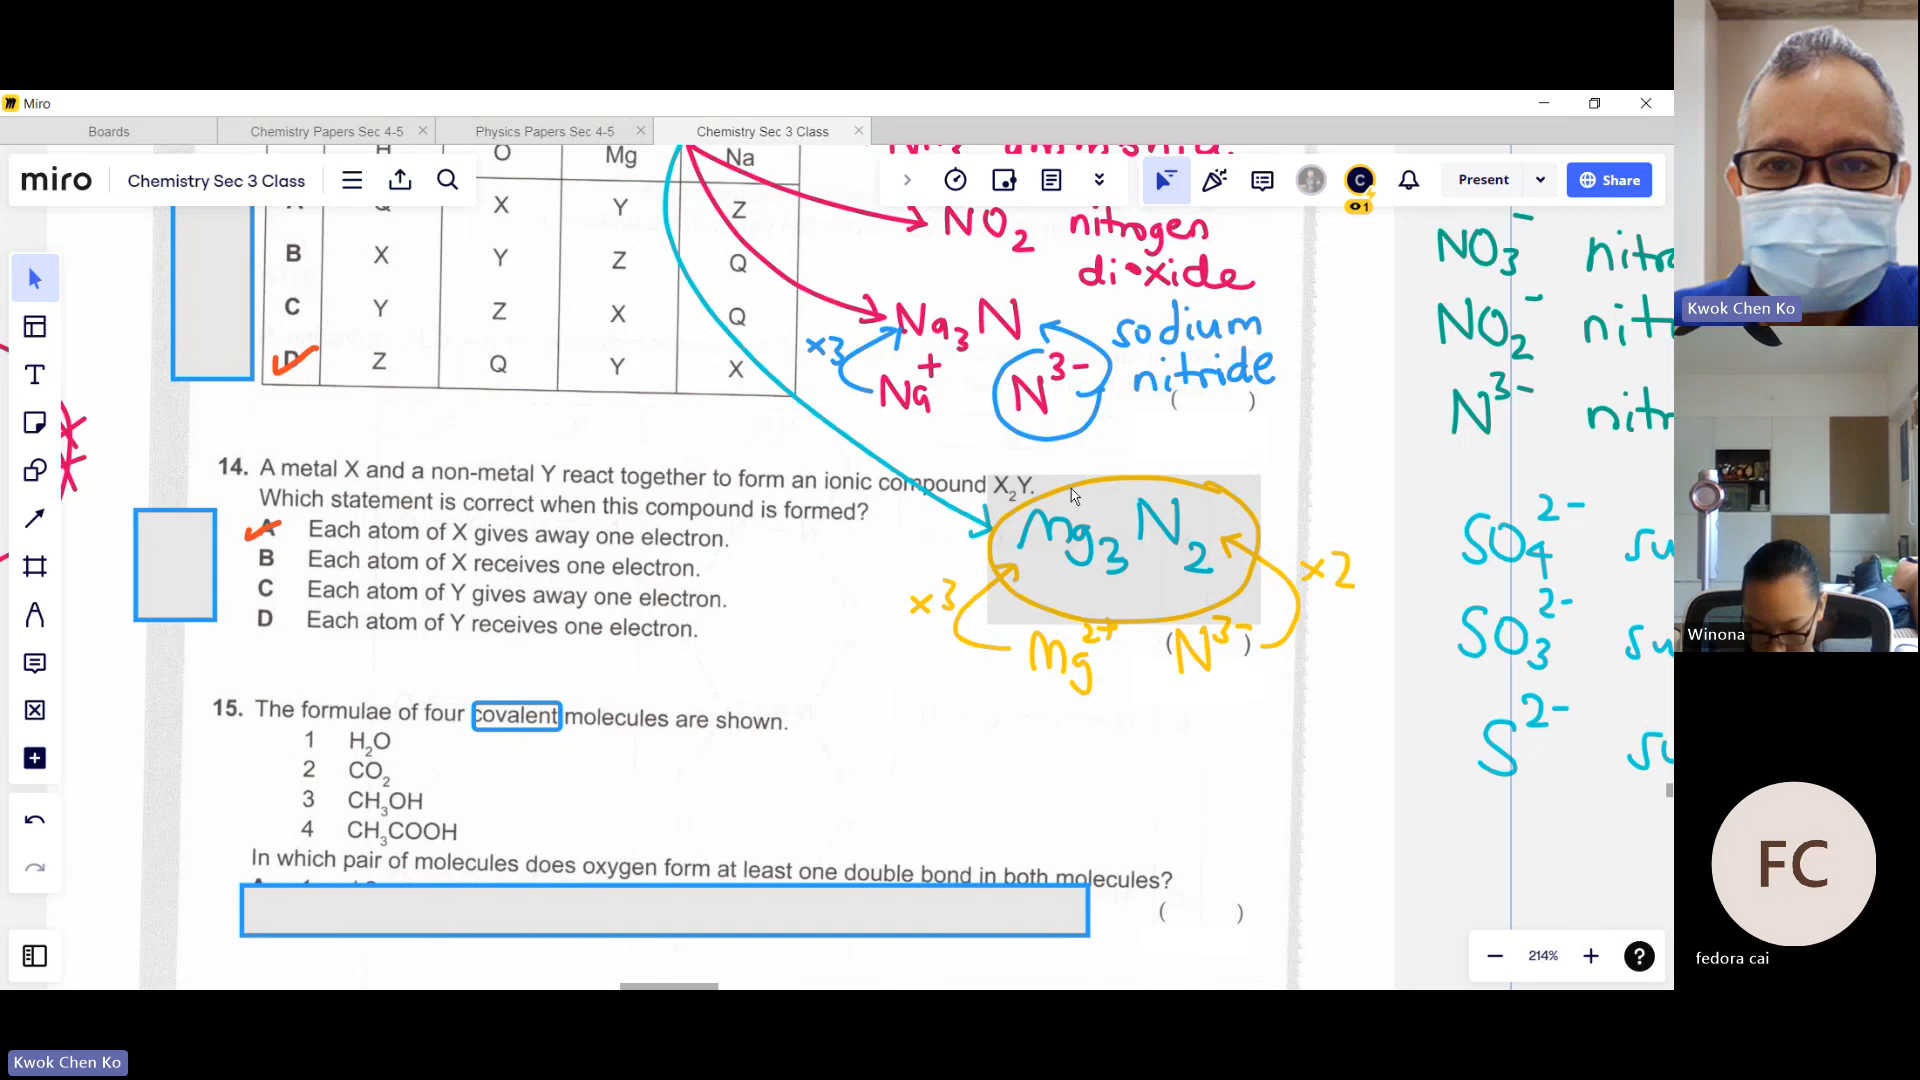 Miro
Boards
Chemistry Papers Sec 4-5
Physics Papers Sec 4-5
Chemistry Sec 3 Class
miro
Chemistry Sec 3 Class
Present
Share
C
1
H O Mg Na
X Y Z
B X Y Z Q
C Y Z X Q
D Z Q Y X
NO2 nitrogen
dioxide
Na3N
sodium
nitride
x3
Na+ N3−
( )
14. A metal X and a non-metal Y react together to form an ionic compound X2Y.
Which statement is correct when this compound is formed?
A Each atom of X gives away one electron.
B Each atom of X receives one electron.
C Each atom of Y gives away one electron.
D Each atom of Y receives one electron.
Mg3N2
x3
x2
Mg2+ (N3−)
15. The formulae of four covalent molecules are shown.
1 H2O
2 CO2
3 CH3OH
4 CH3COOH
In which pair of molecules does oxygen form at least one double bond in both molecules?
( )
NO3−
NO2−
N3−
SO42−
SO32−
S2−
214%
?
Kwok Chen Ko
Winona
FC
fedora cai
Kwok Chen Ko